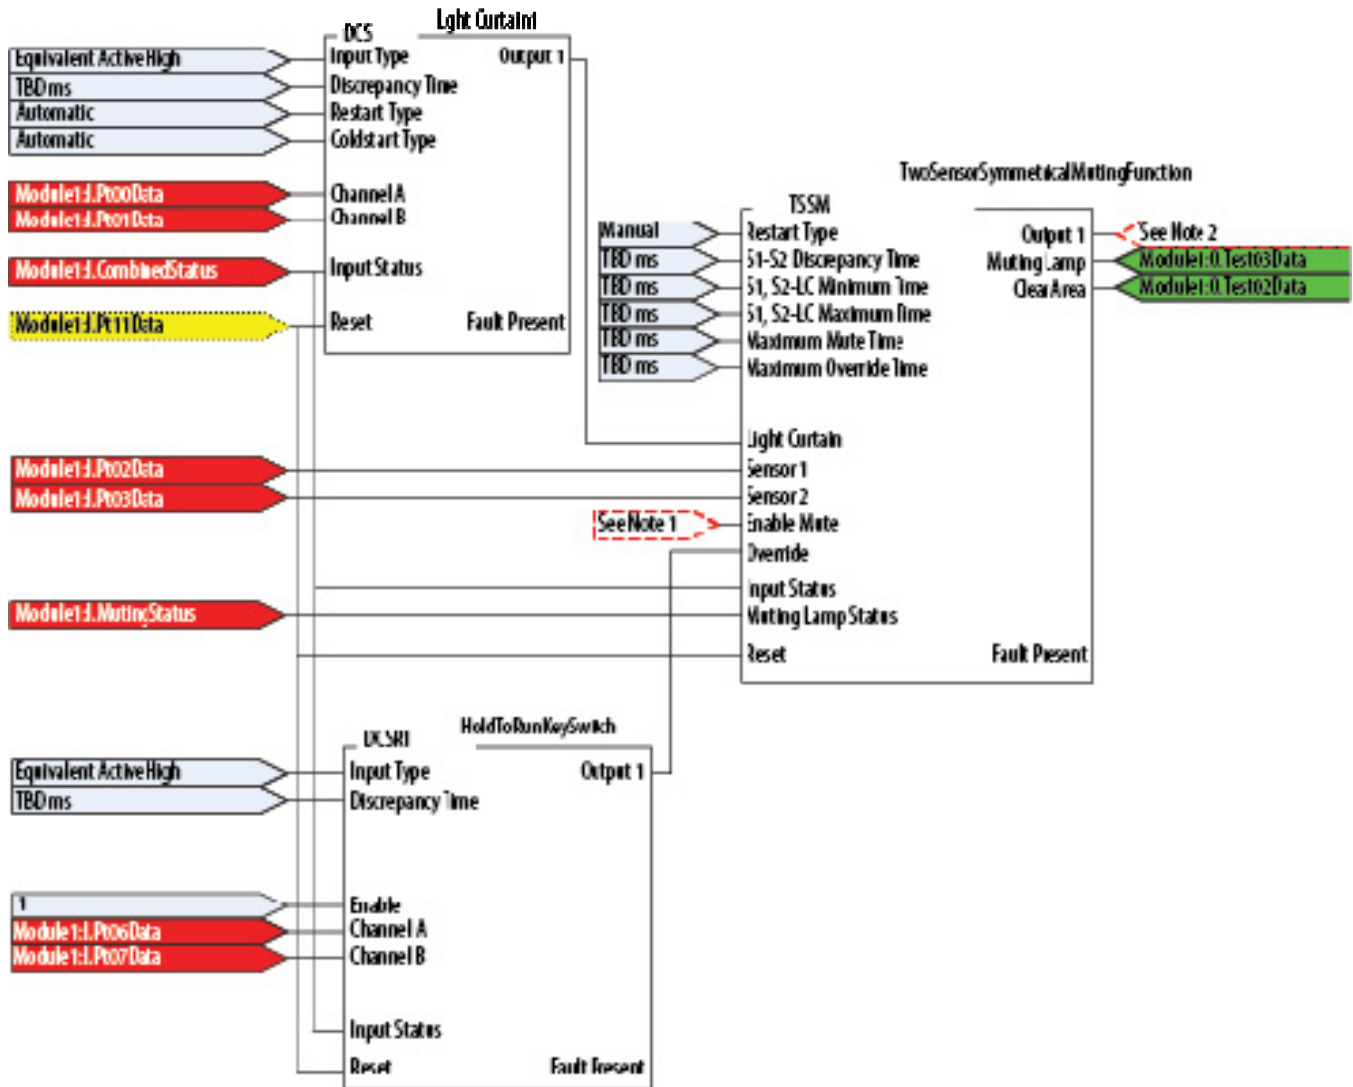 DCS
Lght Curtain1
Equivalent Active High
Input Type
Output 1
TBD ms
Discrepancy Time
Automatic
Restart Type
Automatic
Coldstart Type
Module1:I.Pt00Data
Channel A
Module1:I.Pt01Data
Channel B
Module1:I.CombinedStatus
Input Status
Module1:I.Pt11Data
Reset
Fault Present
TwoSensorSymmetricalMutingFunction
TSSM
Manual
Restart Type
Output 1
See Note 2
TBD ms
S1-S2 Discrepancy Time
Muting Lamp
Module1:O.Test03Data
TBD ms
S1, S2-LC Minimum Time
Clear Area
Module1:O.Test02Data
TBD ms
S1, S2-LC Maximum Time
TBD ms
Maximum Mute Time
TBD ms
Maximum Override Time
Light Curtain
Module1:I.Pt02Data
Sensor 1
Module1:I.Pt03Data
Sensor 2
See Note 1
Enable Mute
Override
Input Status
Module1:I.MutingStatus
Muting Lamp Status
Reset
Fault Present
DCSRT
HoldToRunKeySwitch
Equivalent Active High
Input Type
Output 1
TBD ms
Discrepancy Time
1
Enable
Module1:I.Pt06Data
Channel A
Module1:I.Pt07Data
Channel B
Input Status
Reset
Fault Present